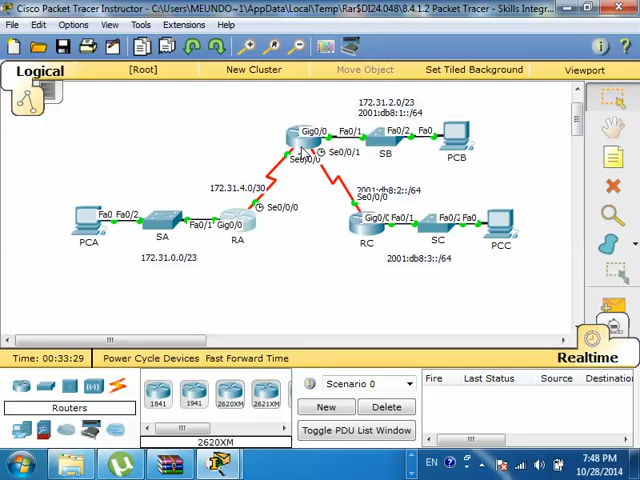 Cisco Packet Tracer Instructor - C:\Users\MEUNDO~1\AppData\Local\Temp\Rar$DI24.048\8.4.1.2 Packet Tracer - Skills Integr...
File Edit Options View Tools Extensions Help
Logical [Root] New Cluster Move Object Set Tiled Background Viewport
172.31.2.0/23
2001:db8:1::/64
Gig0/0 Fa0/1 Fa0/2 Fa0
Se0/0/0 Se0/0/1 SB PCB
172.31.4.0/30 2001:db8:2::/64
Se0/0/0 Se0/0/0
Fa0 Fa0/2 Fa0/1 Gig0/0 Fa0/1 Fa0
PCA SA RA RC SC PCC
172.31.0.0/23 2001:db8:3::/64
Time: 00:33:29 Power Cycle Devices Fast Forward Time Realtime
Scenario 0
Fire Last Status Source Destination
1841 1941 2620XM 2621XM
New Delete
Routers
Toggle PDU List Window
2620XM
EN 7:48 PM
10/28/2014